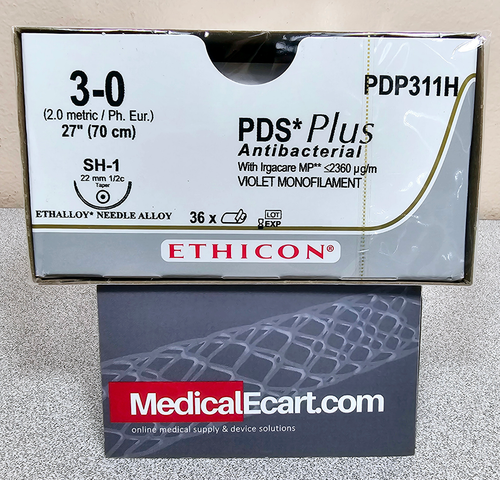 3-0
(2.0 metric / Ph. Eur.)
27" (70 cm)
SH-1
22 mm 1/2c
Taper
ETHALLOY* NEEDLE ALLOY
36 x
LOT
EXP
PDP311H
PDS* Plus
Antibacterial
With Irgacare MP** ≤2360 µg/m
VIOLET MONOFILAMENT
ETHICON®
MedicalEcart.com
online medical supply & device solutions